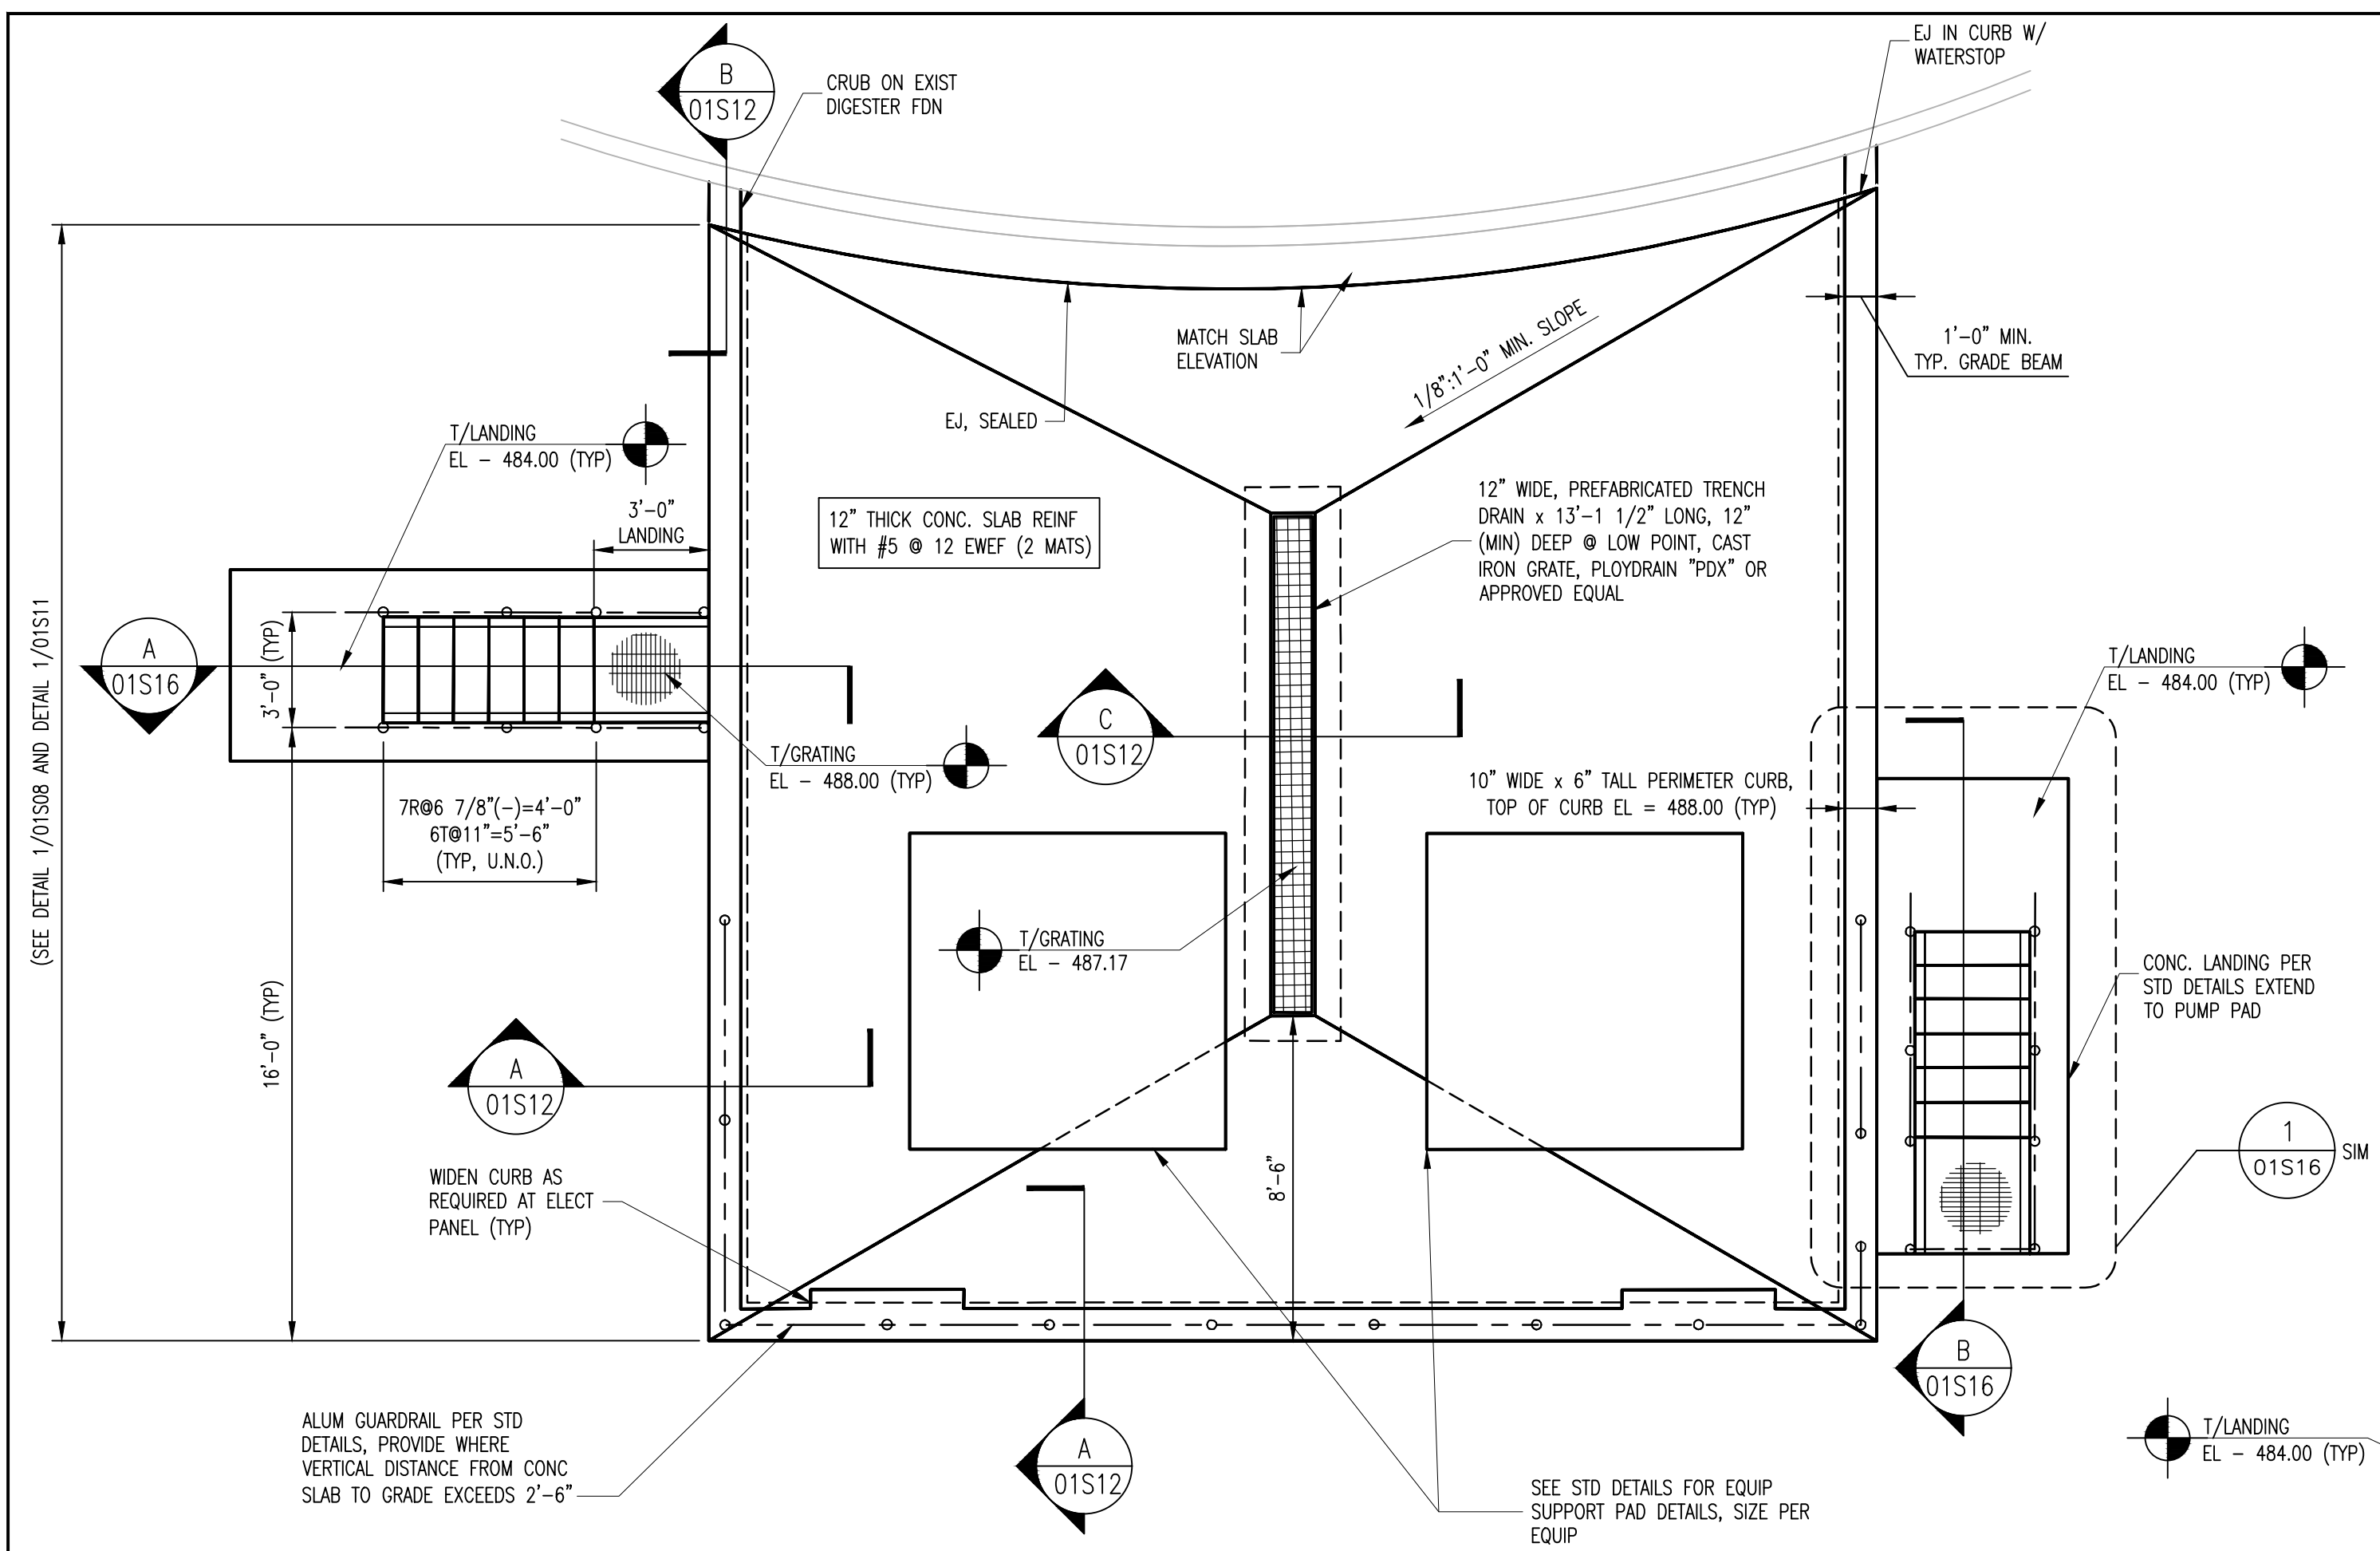 B
01S12
CRUB ON EXIST
DIGESTER FDN
EJ IN CURB W/
WATERSTOP
MATCH SLAB
ELEVATION
1/8":1'-0" MIN. SLOPE
1'-0" MIN.
TYP. GRADE BEAM
EJ, SEALED
T/LANDING
EL - 484.00 (TYP)
3'-0"
LANDING
12" THICK CONC. SLAB REINF
WITH #5 @ 12 EWEF (2 MATS)
12" WIDE, PREFABRICATED TRENCH
DRAIN x 13'-1 1/2" LONG, 12"
(MIN) DEEP @ LOW POINT, CAST
IRON GRATE, PLOYDRAIN "PDX" OR
APPROVED EQUAL
(SEE DETAIL 1/01S08 AND DETAIL 1/01S11
A
01S16
3'-0" (TYP)
C
01S12
T/LANDING
EL - 484.00 (TYP)
T/GRATING
EL - 488.00 (TYP)
10" WIDE x 6" TALL PERIMETER CURB,
TOP OF CURB EL = 488.00 (TYP)
7R@6 7/8"(-)=4'-0"
6T@11"=5'-6"
(TYP, U.N.O.)
T/GRATING
EL - 487.17
CONC. LANDING PER
STD DETAILS EXTEND
TO PUMP PAD
16'-0" (TYP)
A
01S12
1
01S16
SIM
WIDEN CURB AS
REQUIRED AT ELECT
PANEL (TYP)
8'-6"
B
01S16
ALUM GUARDRAIL PER STD
DETAILS, PROVIDE WHERE
VERTICAL DISTANCE FROM CONC
SLAB TO GRADE EXCEEDS 2'-6"
A
01S12
T/LANDING
EL - 484.00 (TYP)
SEE STD DETAILS FOR EQUIP
SUPPORT PAD DETAILS, SIZE PER
EQUIP